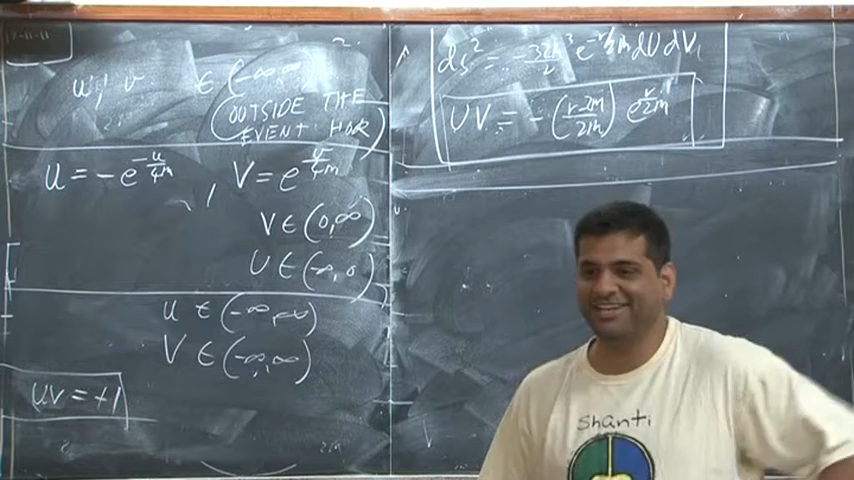 u, v ∈ (-∞, ∞)
(OUTSIDE THE
EVENT HOR)
U = -e^{-u/4m}, V = e^{v/4m}
V ∈ (0, ∞)
U ∈ (-∞, 0)
U ∈ (-∞, ∞)
V ∈ (-∞, ∞)
UV = +1
ds² = -32m³/r e^{-r/2m} dU dV,
UV = -((r-2m)/2m) e^{r/2m}
Shanti